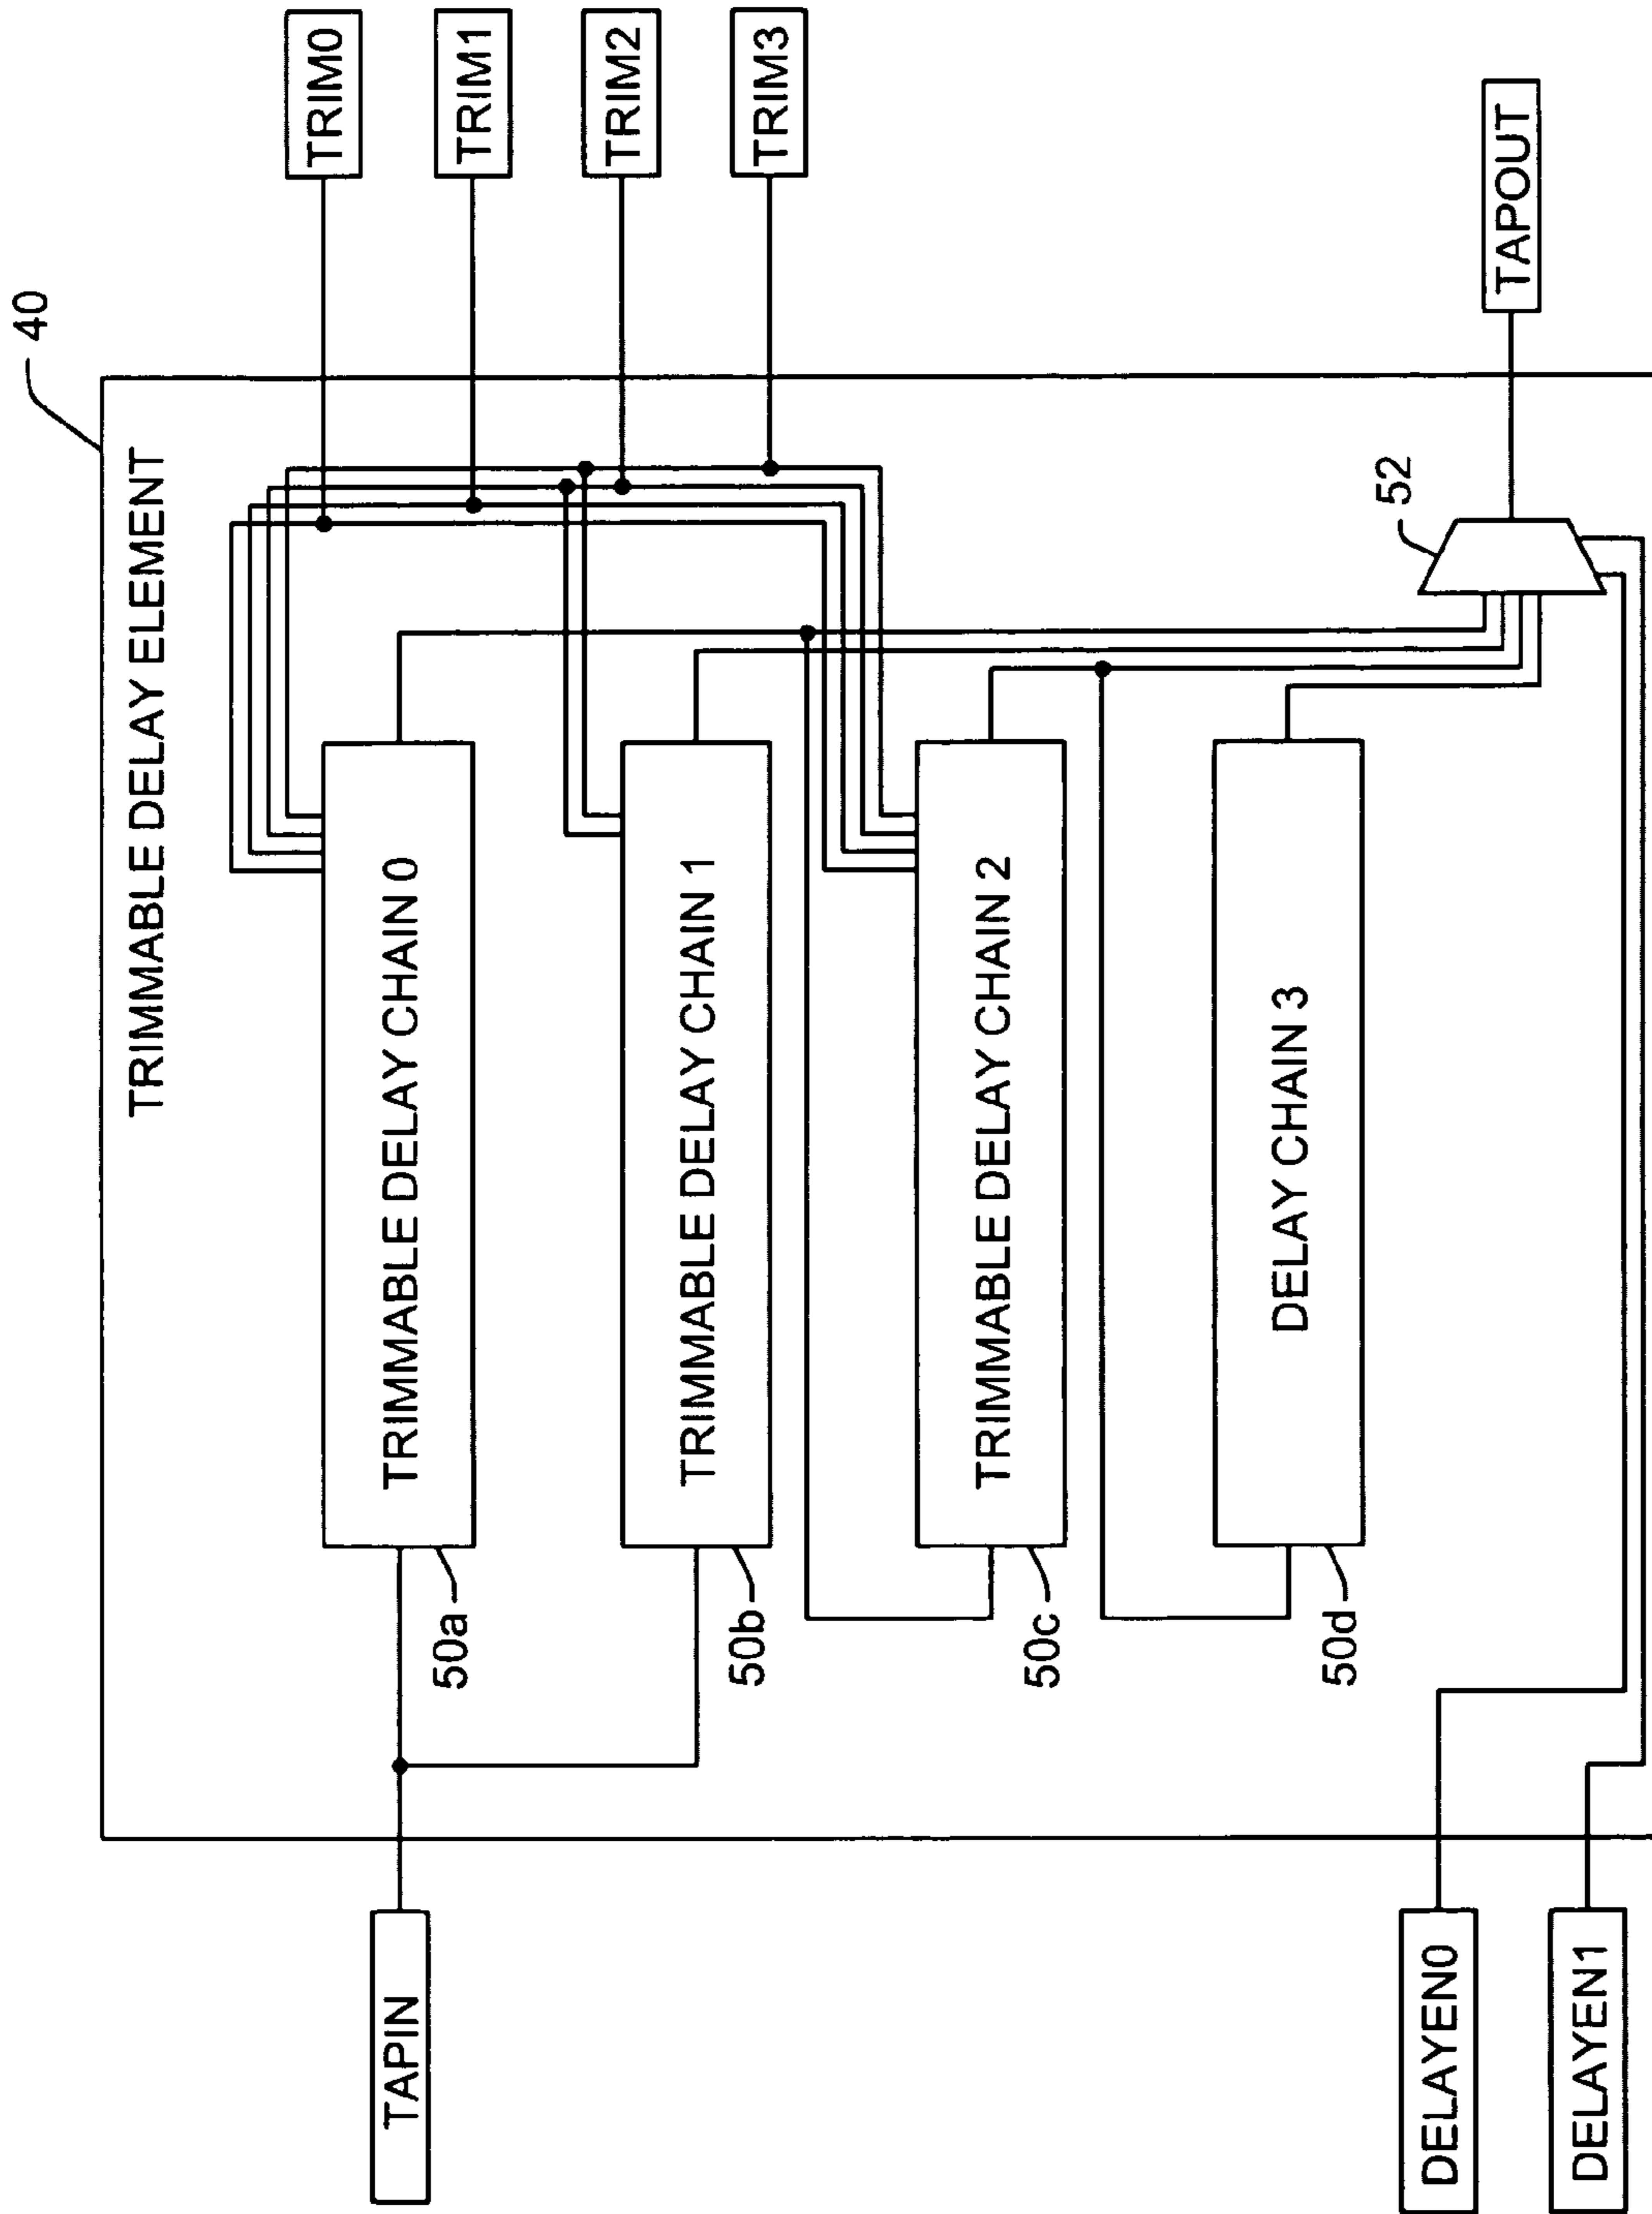 40
TRIMMABLE DELAY ELEMENT
TRIM0
TRIM1
TRIM2
TRIM3
TAPIN
TRIMMABLE DELAY CHAIN 0
50a
TRIMMABLE DELAY CHAIN 1
50b
TRIMMABLE DELAY CHAIN 2
50c
DELAY CHAIN 3
50d
52
TAPOUT
DELAYEN0
DELAYEN1